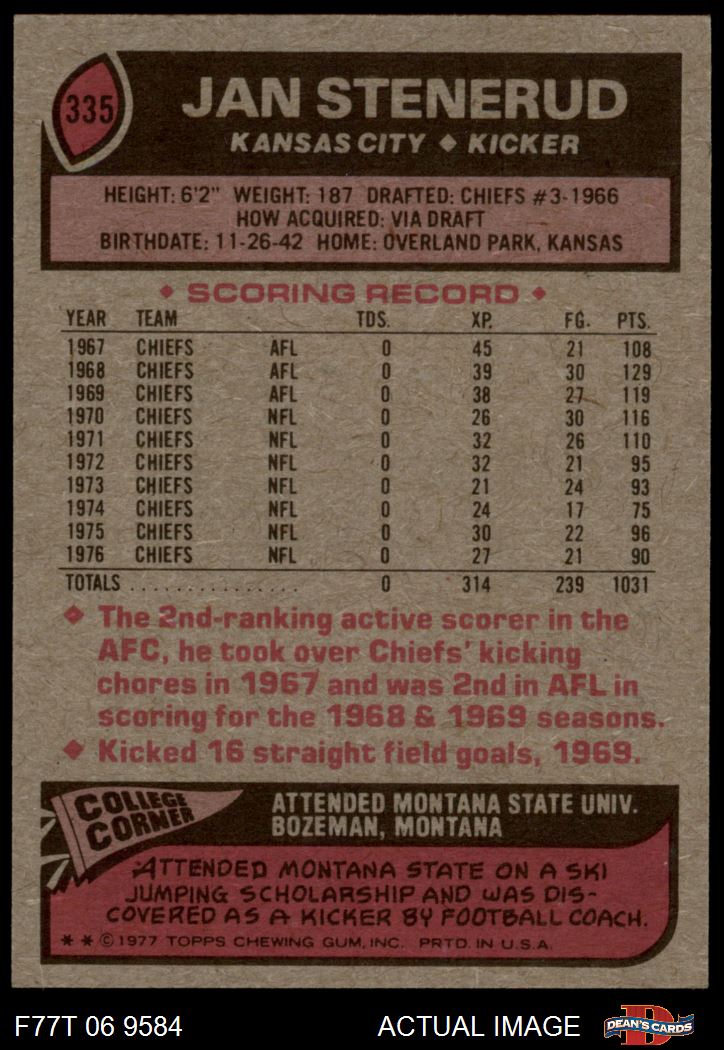 335
JAN STENERUD
KANSAS CITY ◆ KICKER
HEIGHT: 6'2" WEIGHT: 187 DRAFTED: CHIEFS #3-1966
HOW ACQUIRED: VIA DRAFT
BIRTHDATE: 11-26-42 HOME: OVERLAND PARK, KANSAS
◆ SCORING RECORD ◆
YEAR TEAM TDS. XP. FG. PTS.
1967 CHIEFS AFL 0 45 21 108
1968 CHIEFS AFL 0 39 30 129
1969 CHIEFS AFL 0 38 27 119
1970 CHIEFS NFL 0 26 30 116
1971 CHIEFS NFL 0 32 26 110
1972 CHIEFS NFL 0 32 21 95
1973 CHIEFS NFL 0 21 24 93
1974 CHIEFS NFL 0 24 17 75
1975 CHIEFS NFL 0 30 22 96
1976 CHIEFS NFL 0 27 21 90
TOTALS ............... 0 314 239 1031
◆ The 2nd-ranking active scorer in the
AFC, he took over Chiefs' kicking
chores in 1967 and was 2nd in AFL in
scoring for the 1968 & 1969 seasons.
◆ Kicked 16 straight field goals, 1969.
COLLEGE
CORNER
ATTENDED MONTANA STATE UNIV.
BOZEMAN, MONTANA
ATTENDED MONTANA STATE ON A SKI
JUMPING SCHOLARSHIP AND WAS DIS-
COVERED AS A KICKER BY FOOTBALL COACH.
* * © 1977 TOPPS CHEWING GUM, INC. PRTD. IN U.S.A.
F77T 06 9584 ACTUAL IMAGE
D
DEAN'S CARDS